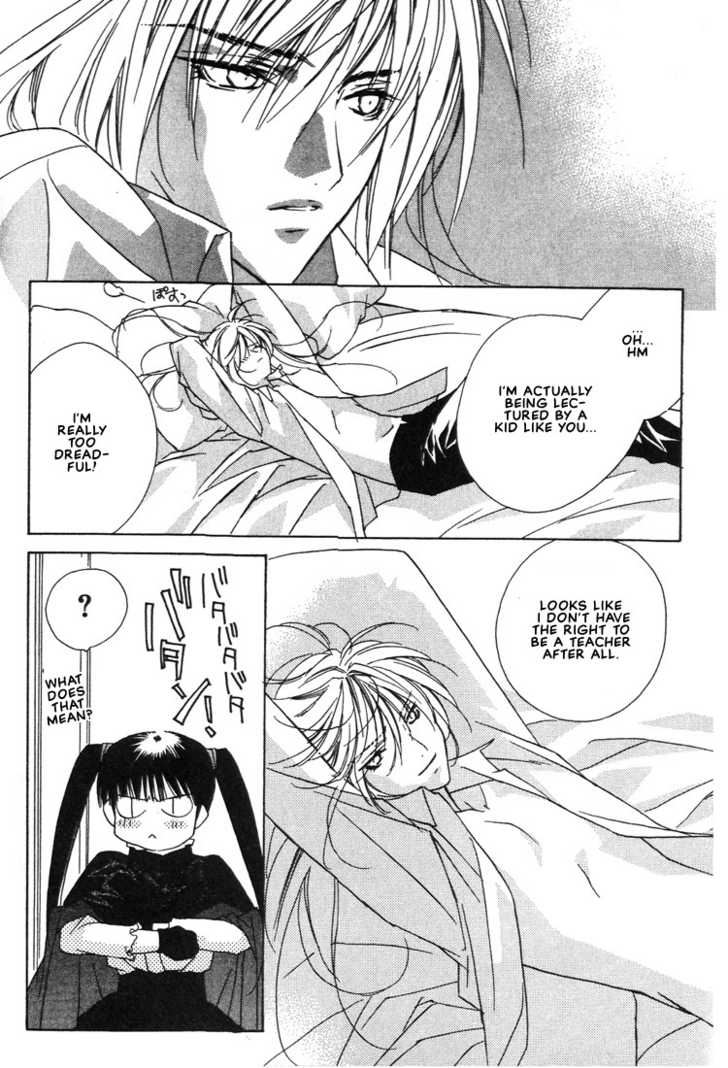 ...
OH...
HM
I'M ACTUALLY
BEING LEC-
TURED BY A
KID LIKE YOU...
ぽすっ
I'M
REALLY
TOO
DREAD-
FUL!
LOOKS LIKE
I DON'T HAVE
THE RIGHT TO
BE A TEACHER
AFTER ALL.
バタバタバタ
バタン!
?
WHAT
DOES
THAT
MEAN?